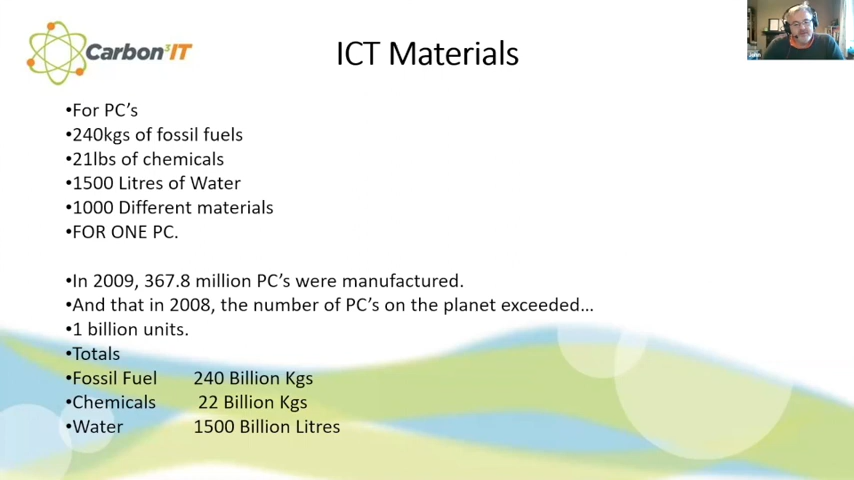 Carbon³IT
ICT Materials
•For PC's
•240kgs of fossil fuels
•21lbs of chemicals
•1500 Litres of Water
•1000 Different materials
•FOR ONE PC.
•In 2009, 367.8 million PC's were manufactured.
•And that in 2008, the number of PC's on the planet exceeded…
•1 billion units.
•Totals
•Fossil Fuel 240 Billion Kgs
•Chemicals 22 Billion Kgs
•Water 1500 Billion Litres